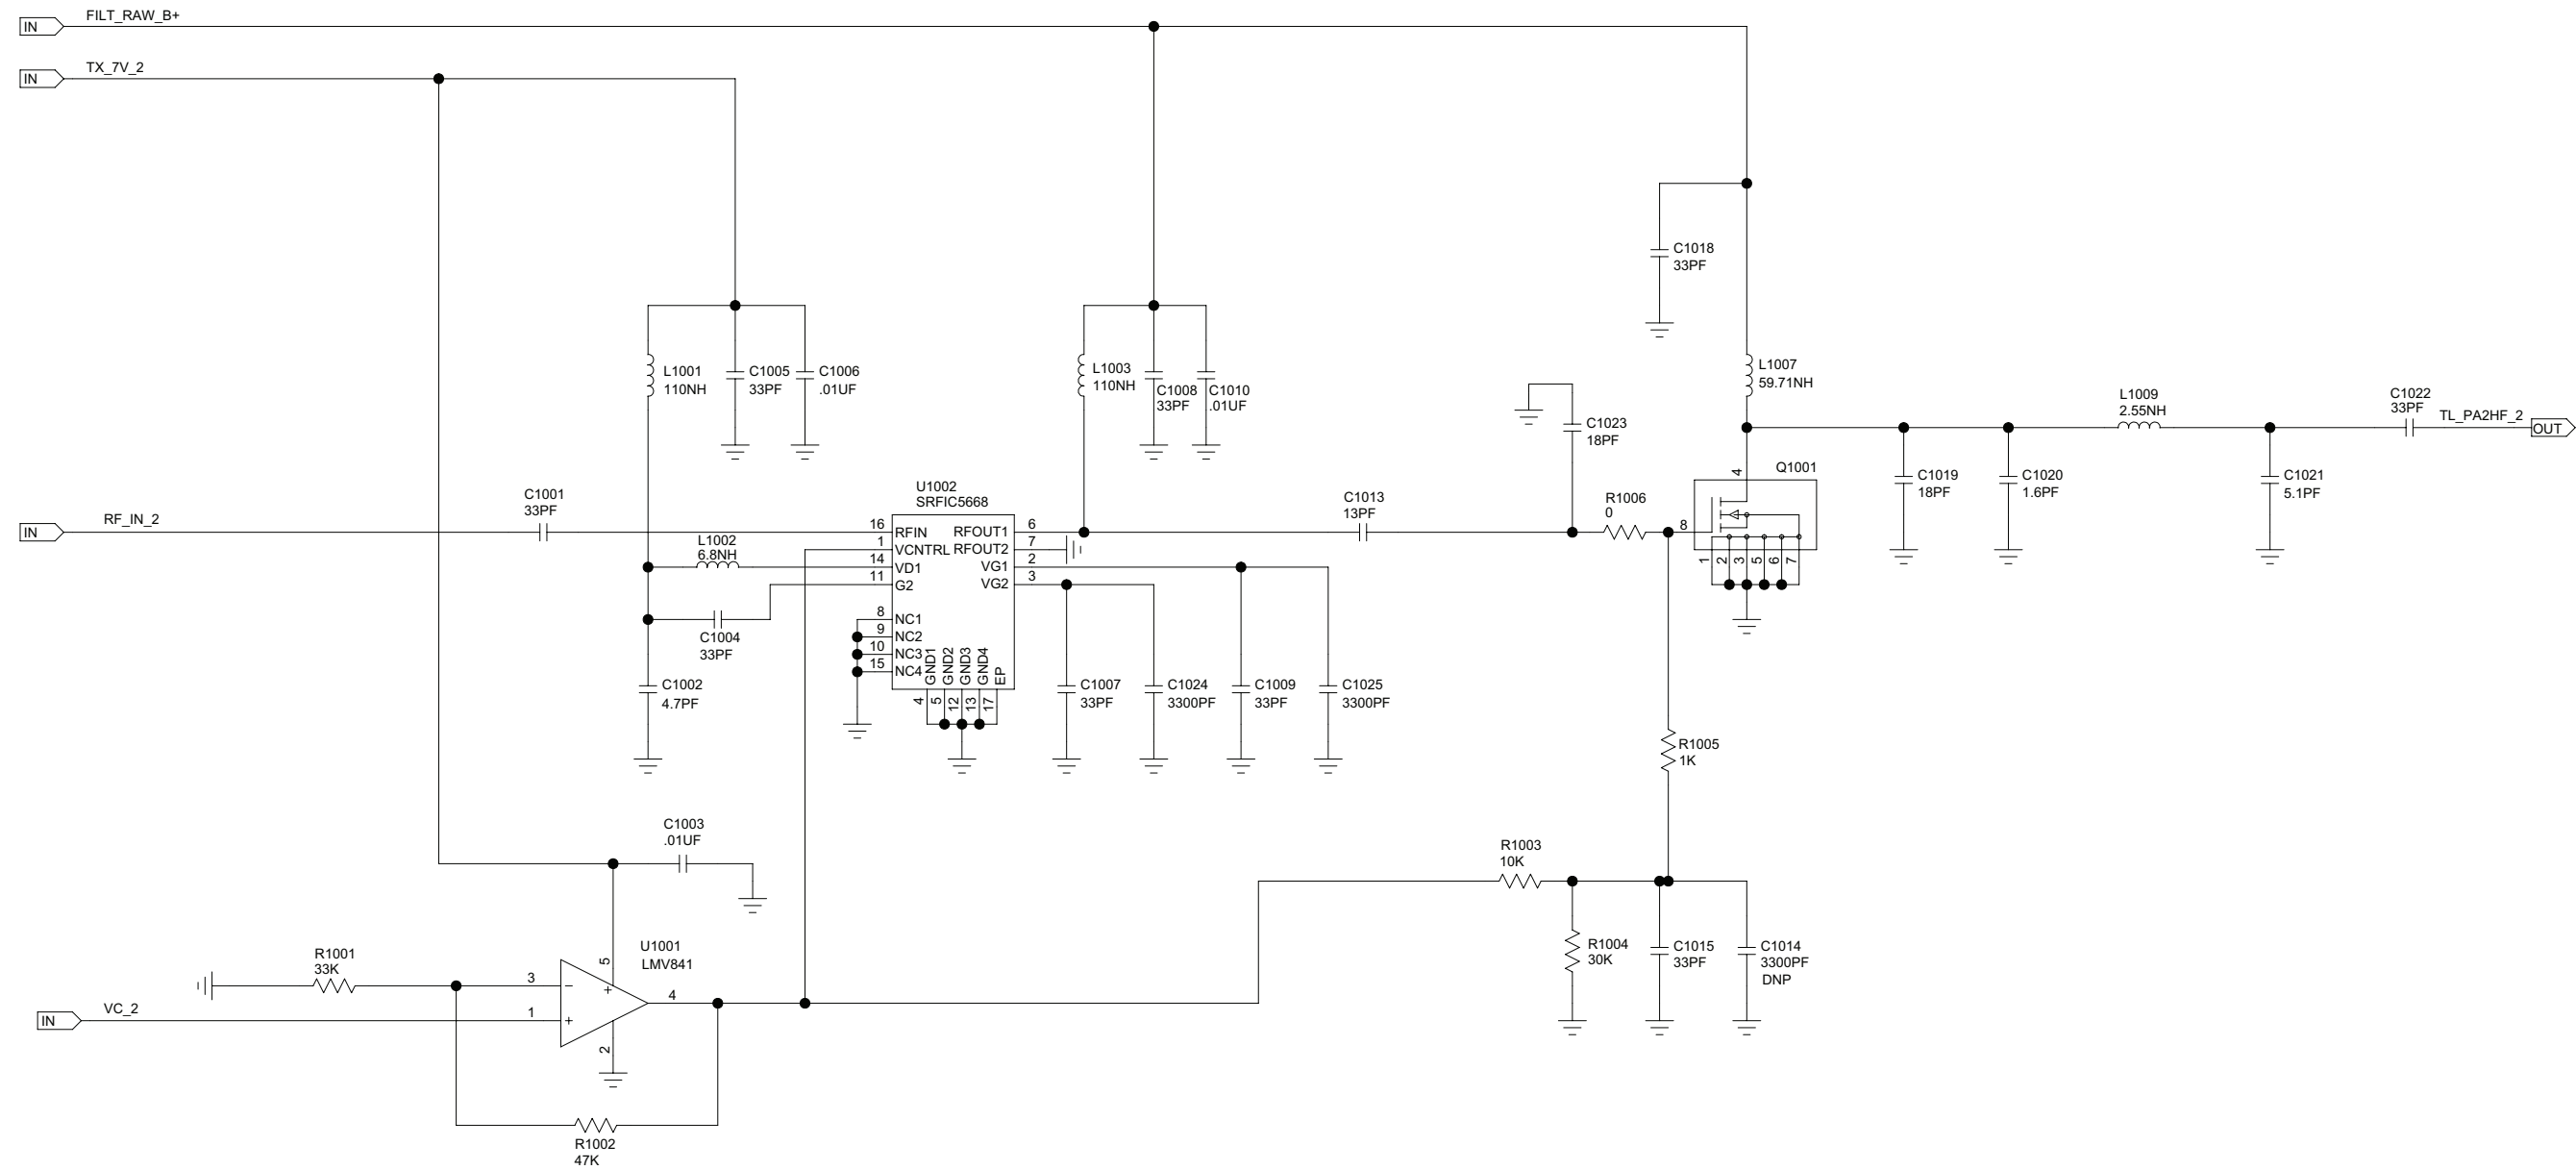 IN FILT_RAW_B+
IN TX_7V_2
C1018
33PF
L1001
110NH
C1005
33PF
C1006
.01UF
L1003
110NH
C1008
33PF
C1010
.01UF
L1007
59.71NH
C1023
18PF
L1009
2.55NH
C1022
33PF
TL_PA2HF_2 OUT
IN RF_IN_2
C1001
33PF
L1002
6.8NH
C1004
33PF
C1002
4.7PF
U1002
SRFIC5668
16 RFIN
1 VCNTRL
14 VD1
11 G2
8 NC1
9 NC2
10 NC3
15 NC4
RFOUT1 6
RFOUT2 7
VG1 2
VG2 3
GND1 GND2 GND3 GND4 EP
4 5 12 13 17
C1013
13PF
R1006
0
Q1001
4
8
1 2 3 5 6 7
C1019
18PF
C1020
1.6PF
C1021
5.1PF
C1007
33PF
C1024
3300PF
C1009
33PF
C1025
3300PF
R1005
1K
C1003
.01UF
R1003
10K
R1004
30K
C1015
33PF
C1014
3300PF
DNP
R1001
33K
U1001
LMV841
3 −
1 +
5 +
2
4
IN VC_2
R1002
47K